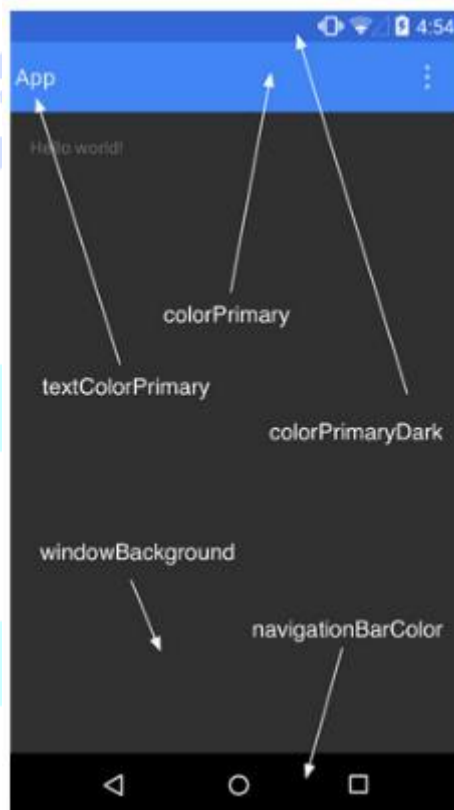 4:54
App
Hello world!
colorPrimary
textColorPrimary
colorPrimaryDark
windowBackground
navigationBarColor